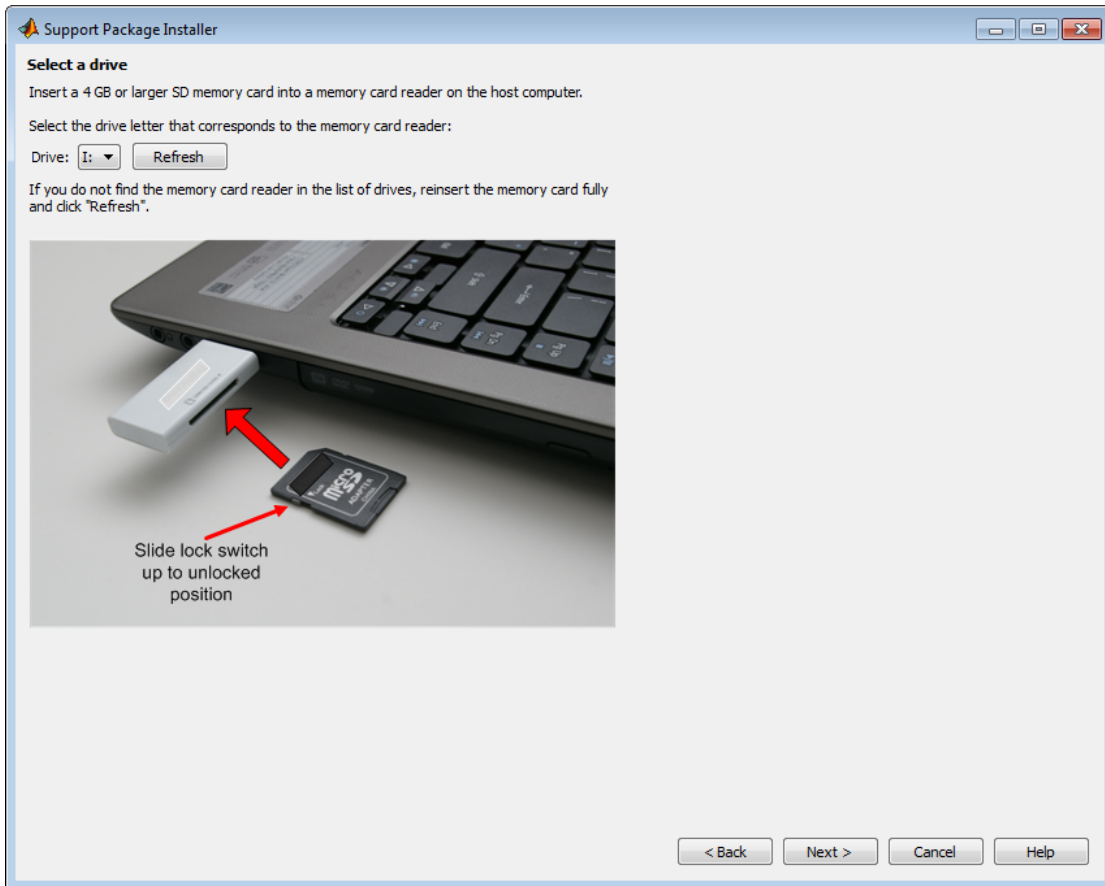 Support Package Installer
Select a drive
Insert a 4 GB or larger SD memory card into a memory card reader on the host computer.
Select the drive letter that corresponds to the memory card reader:
Drive: I: Refresh
If you do not find the memory card reader in the list of drives, reinsert the memory card fully
and click "Refresh".
Lock
micro
SD
ADAPTER
Slide lock switch
up to unlocked
position
< Back Next > Cancel Help